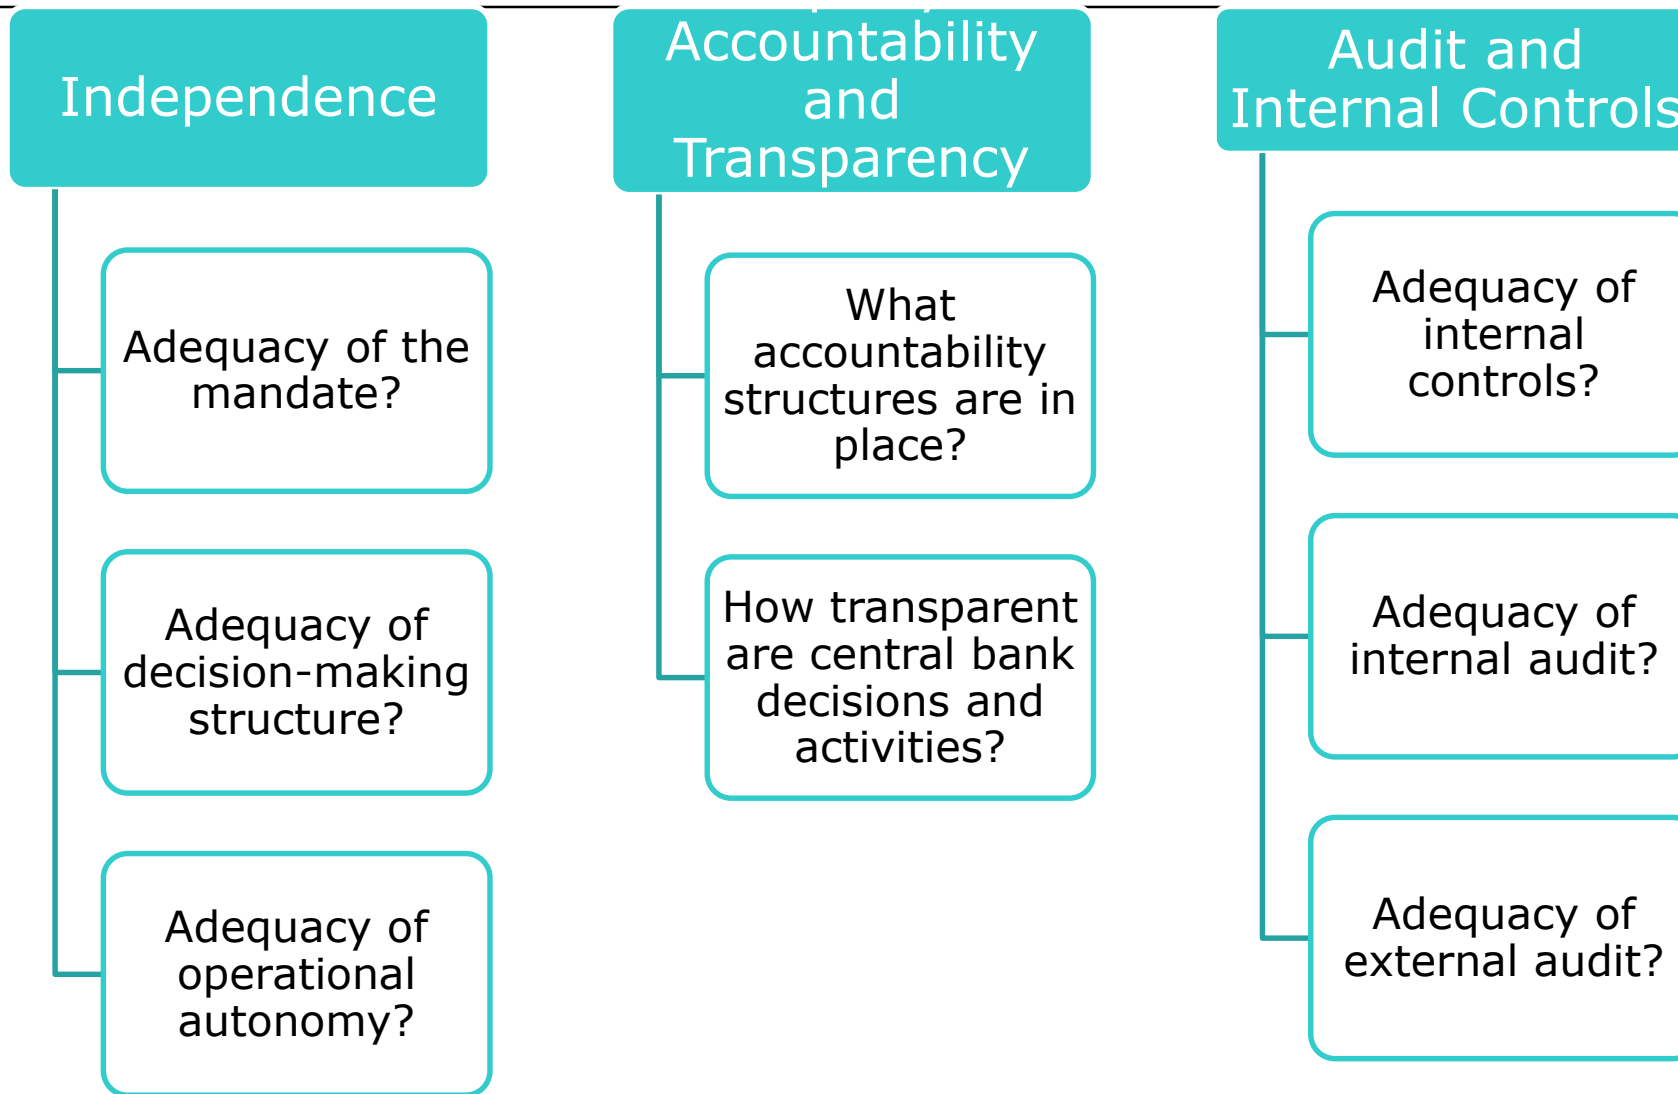 Independence
Adequacy of the
mandate?
Adequacy of
decision-making
structure?
Adequacy of
operational
autonomy?
Accountability
and
Transparency
What
accountability
structures are in
place?
How transparent
are central bank
decisions and
activities?
Audit and
Internal Controls
Adequacy of
internal
controls?
Adequacy of
internal audit?
Adequacy of
external audit?